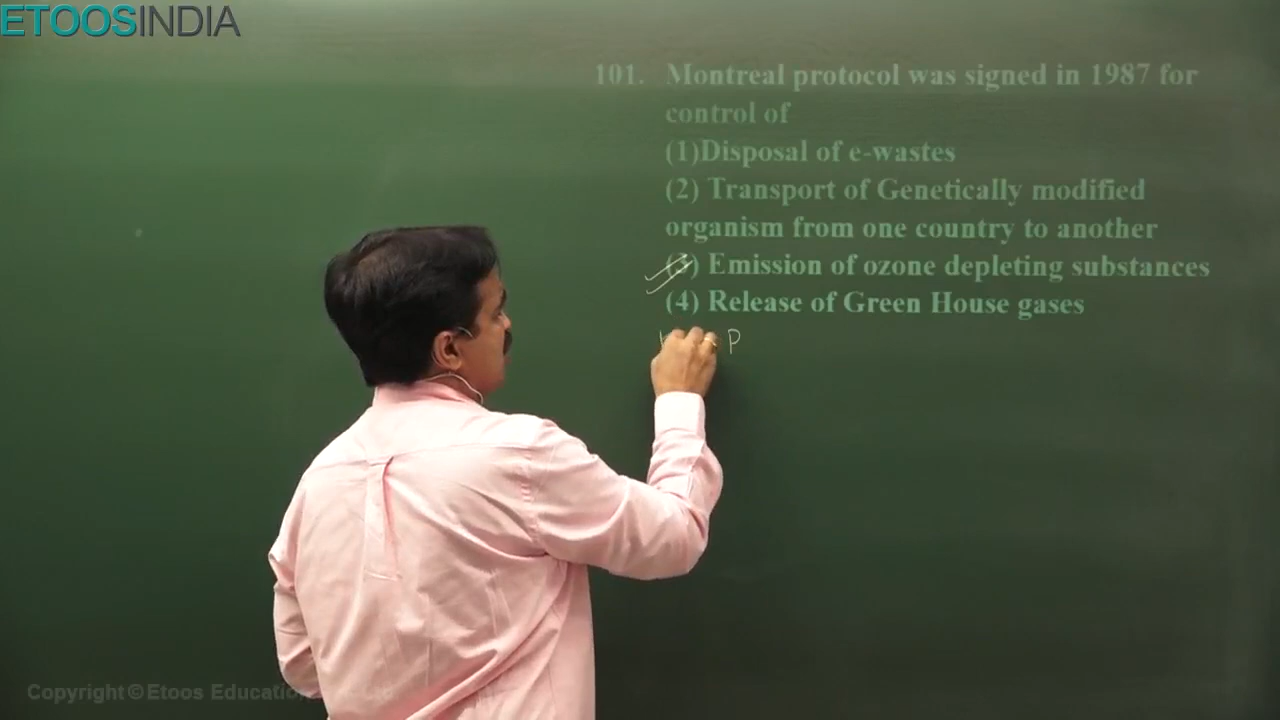 ETOOSINDIA
101. Montreal protocol was signed in 1987 for
control of
(1)Disposal of e-wastes
(2) Transport of Genetically modified
organism from one country to another
(3) Emission of ozone depleting substances
(4) Release of Green House gases
P
Copyright © Etoos Education Ltd